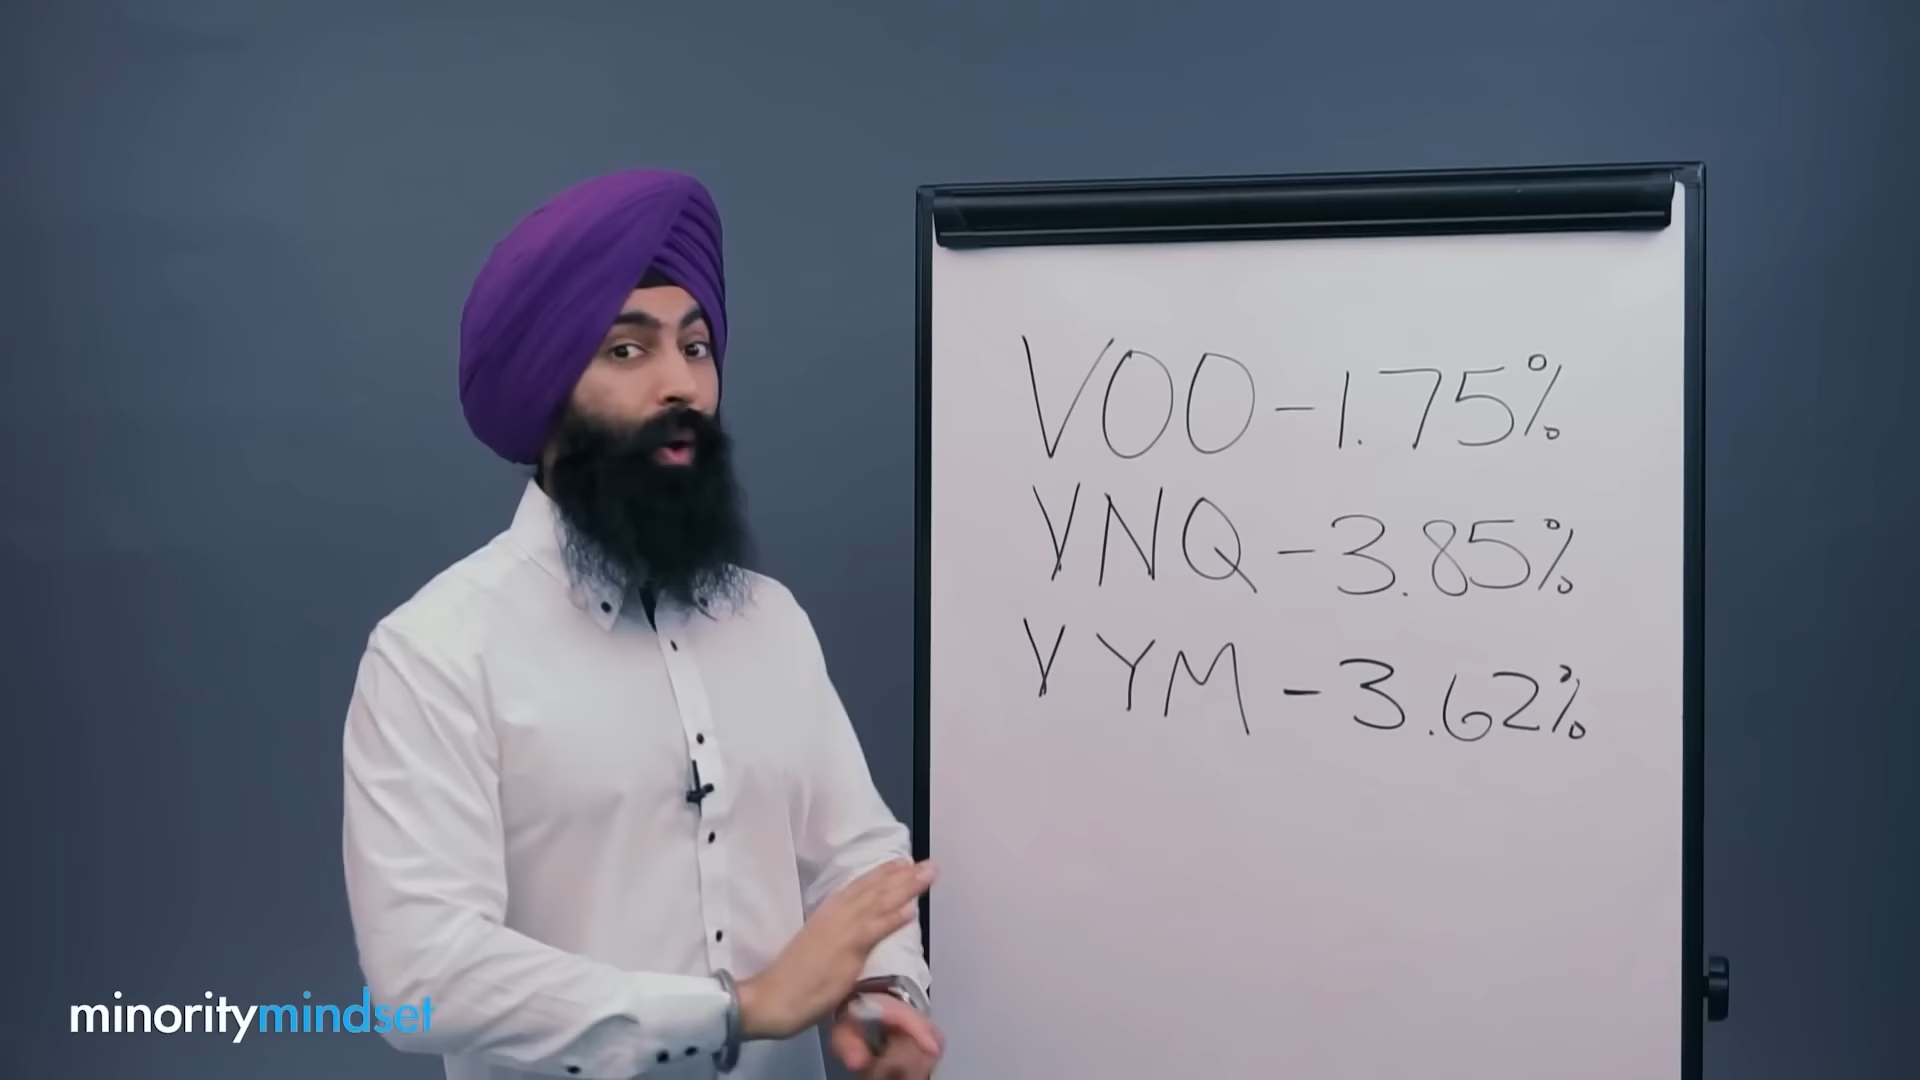 VOO - 1.75%
VNQ - 3.85%
VYM - 3.62%
minoritymindset